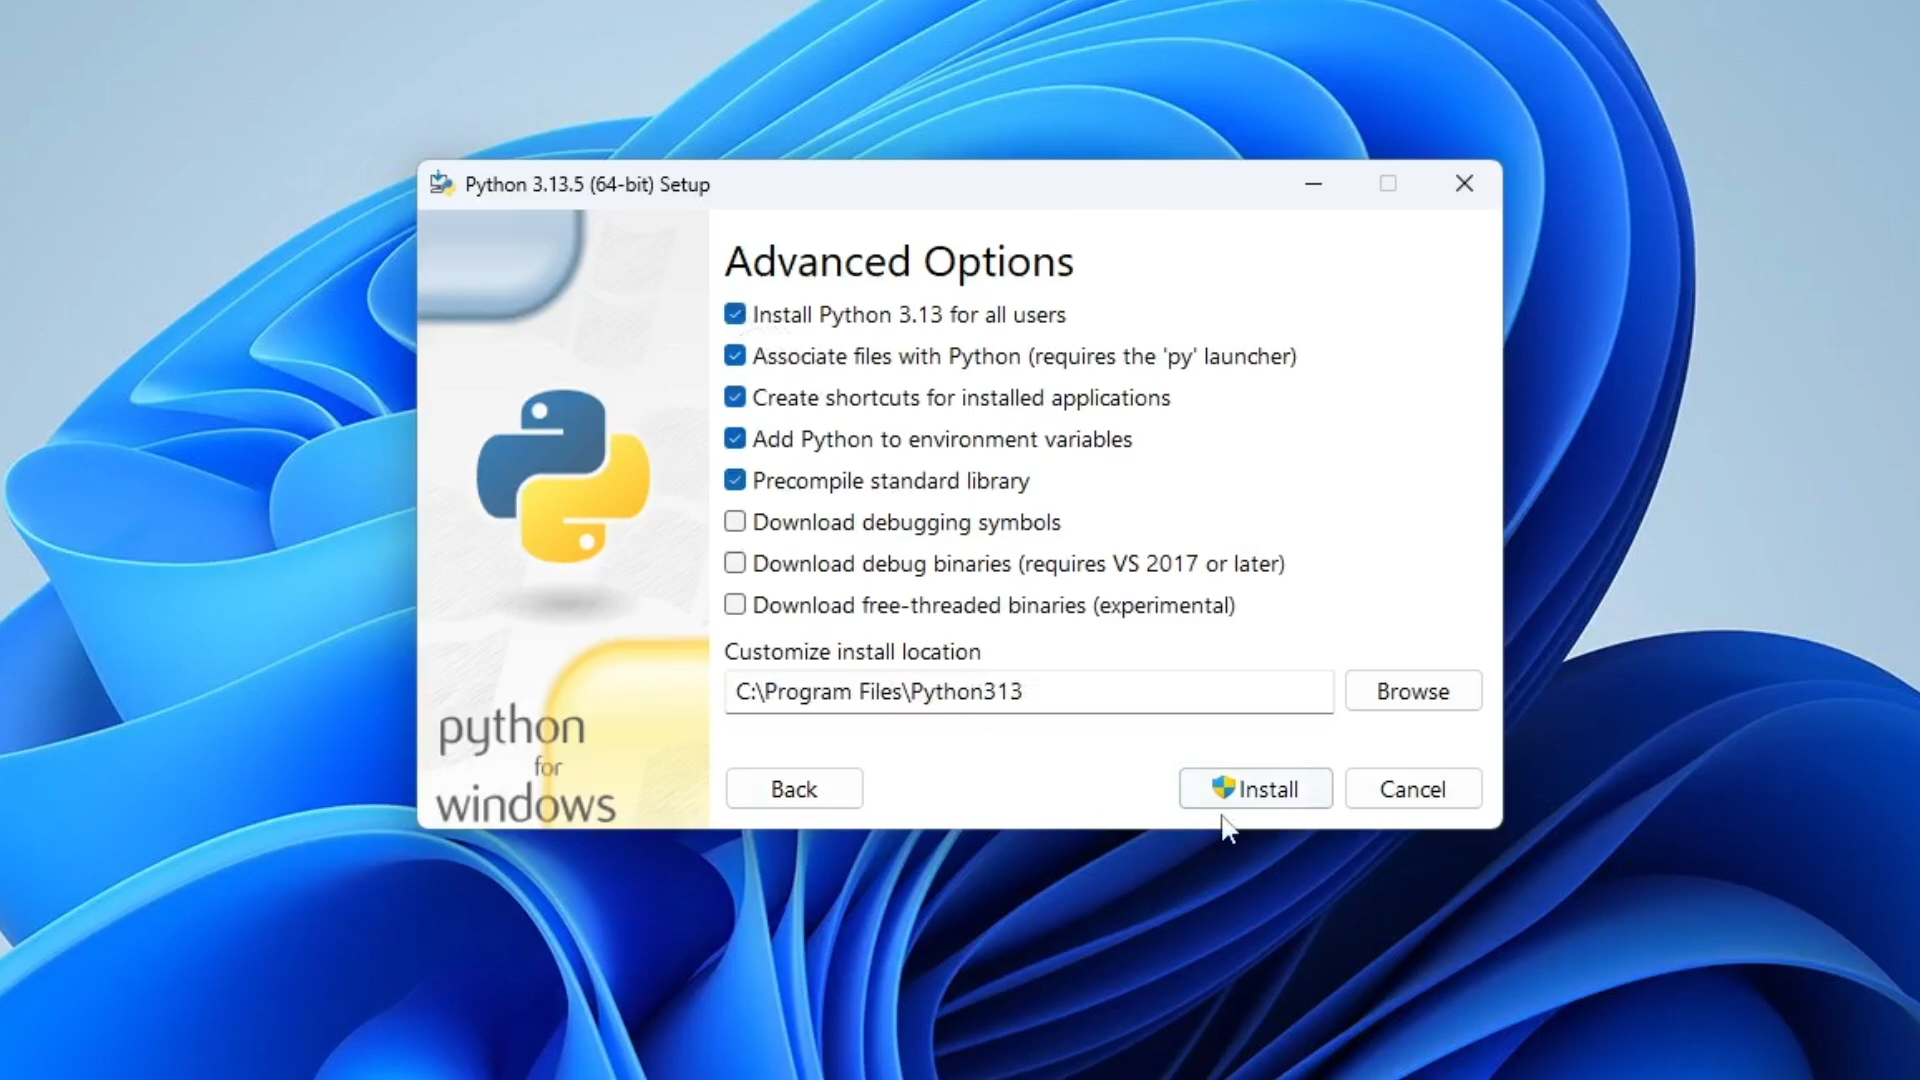 Python 3.13.5 (64-bit) Setup
Advanced Options
Install Python 3.13 for all users
Associate files with Python (requires the 'py' launcher)
Create shortcuts for installed applications
Add Python to environment variables
Precompile standard library
Download debugging symbols
Download debug binaries (requires VS 2017 or later)
Download free-threaded binaries (experimental)
Customize install location
C:\Program Files\Python313
Browse
Back
Install
Cancel
python
for
windows